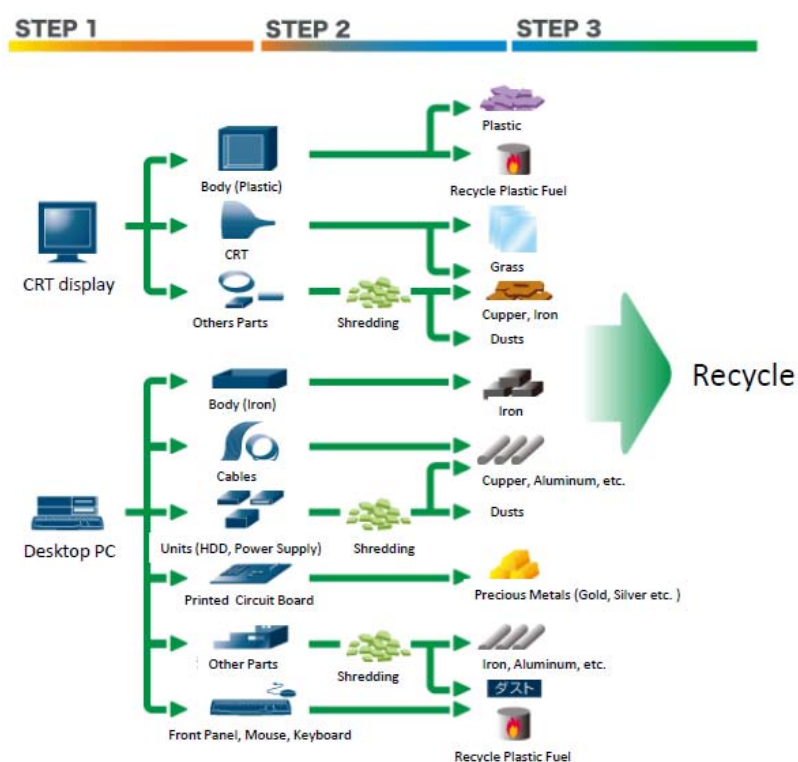 STEP 1
STEP 2
STEP 3
Plastic
Body (Plastic)
Recycle Plastic Fuel
CRT display
CRT
Grass
Others Parts
Shredding
Cupper, Iron
Dusts
Recycle
Body (Iron)
Iron
Cables
Cupper, Aluminum, etc.
Desktop PC
Units (HDD, Power Supply)
Shredding
Dusts
Printed Circuit Board
Precious Metals (Gold, Silver etc. )
Other Parts
Shredding
Iron, Aluminum, etc.
ダスト
Front Panel, Mouse, Keyboard
Recycle Plastic Fuel